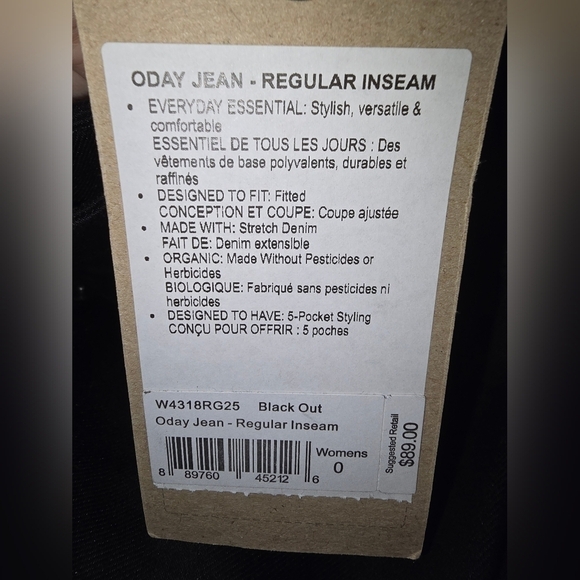 ODAY JEAN - REGULAR INSEAM
• EVERYDAY ESSENTIAL: Stylish, versatile &
comfortable
ESSENTIEL DE TOUS LES JOURS : Des
vêtements de base polyvalents, durables et
raffinés
• DESIGNED TO FIT: Fitted
CONCEPTION ET COUPE: Coupe ajustée
• MADE WITH: Stretch Denim
FAIT DE: Denim extensible
• ORGANIC: Made Without Pesticides or
Herbicides
BIOLOGIQUE: Fabriqué sans pesticides ni
herbicides
• DESIGNED TO HAVE: 5-Pocket Styling
CONÇU POUR OFFRIR : 5 poches
W4318RG25 Black Out
Oday Jean - Regular Inseam
Womens
0
8 89760 45212 6
Suggested Retail
$89.00